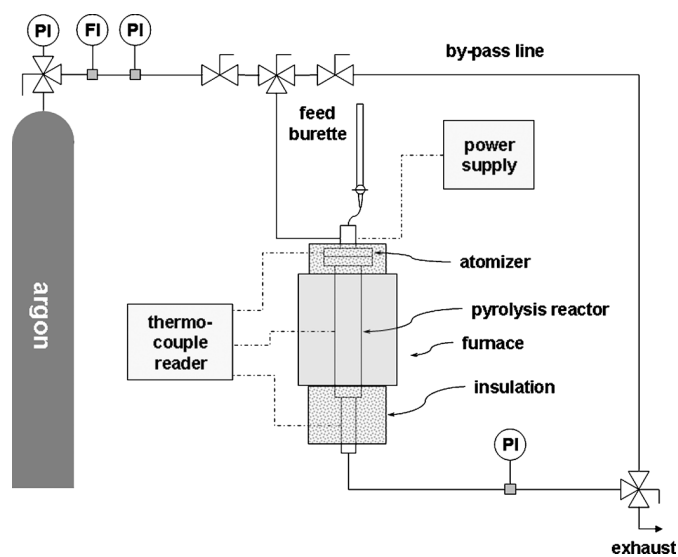 PI
FI
PI
by-pass line
feed
burette
power
supply
atomizer
argon
pyrolysis reactor
thermo-
couple
reader
furnace
insulation
PI
exhaust